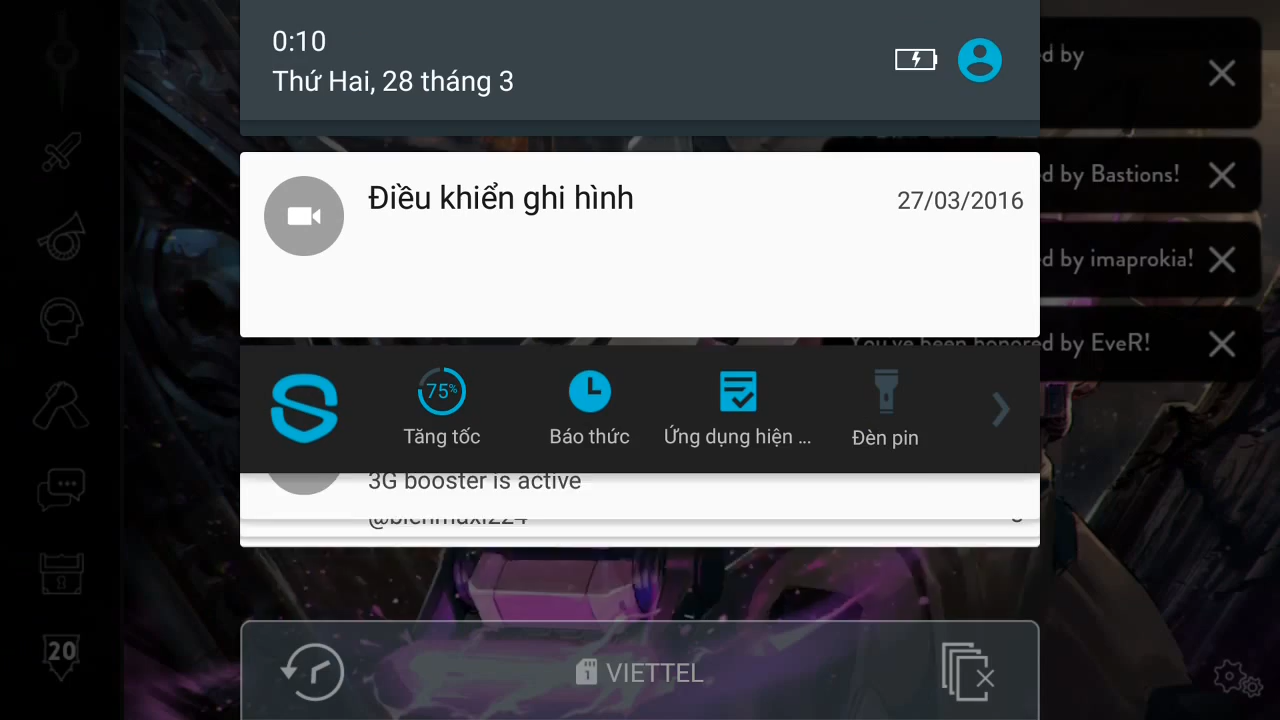 0:10
Thứ Hai, 28 tháng 3
Điều khiển ghi hình
27/03/2016
d by
d by Bastions!
d by imaprokia!
You've been honored by EveR!
75%
Tăng tốc
Báo thức
Ứng dụng hiện ...
Đèn pin
3G booster is active
20
1 VIETTEL